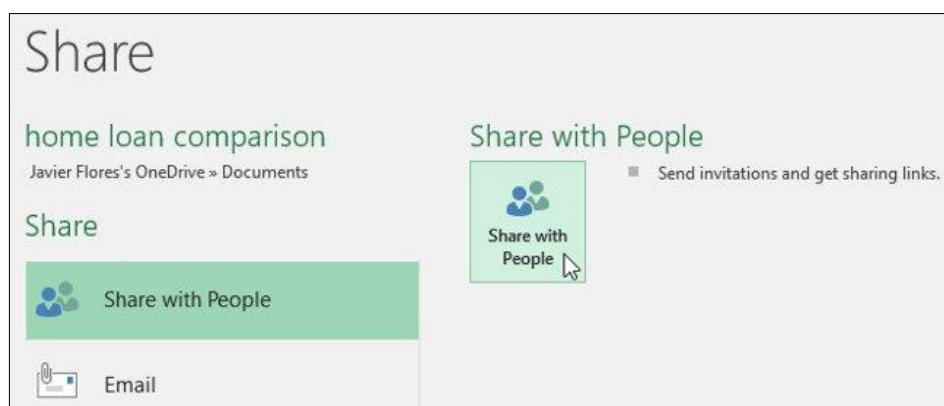 Share
home loan comparison
Javier Flores's OneDrive » Documents
Share
Share with People
Email
Share with People
Share with
People
Send invitations and get sharing links.